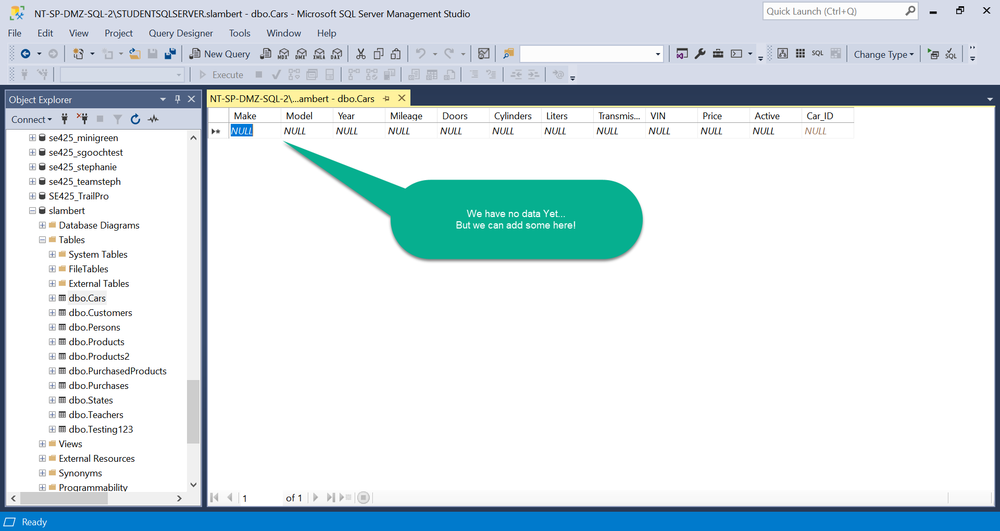 NT-SP-DMZ-SQL-2\STUDENTSQLSERVER.slambert - dbo.Cars - Microsoft SQL Server Management Studio
Quick Launch (Ctrl+Q)
File Edit View Project Query Designer Tools Window Help
New Query MDX DMX XMLA DAX SQL Change Type SQL
Execute
Object Explorer
Connect
se425_minigreen
se425_sgoochtest
se425_stephanie
se425_teamsteph
SE425_TrailPro
slambert
Database Diagrams
Tables
System Tables
FileTables
External Tables
dbo.Cars
dbo.Customers
dbo.Persons
dbo.Products
dbo.Products2
dbo.PurchasedProducts
dbo.Purchases
dbo.States
dbo.Teachers
dbo.Testing123
Views
External Resources
Synonyms
Programmability
NT-SP-DMZ-SQL-2\...ambert - dbo.Cars
Make Model Year Mileage Doors Cylinders Liters Transmis... VIN Price Active Car_ID
NULL NULL NULL NULL NULL NULL NULL NULL NULL NULL NULL NULL
We have no data Yet...
But we can add some here!
1 of 1
Ready